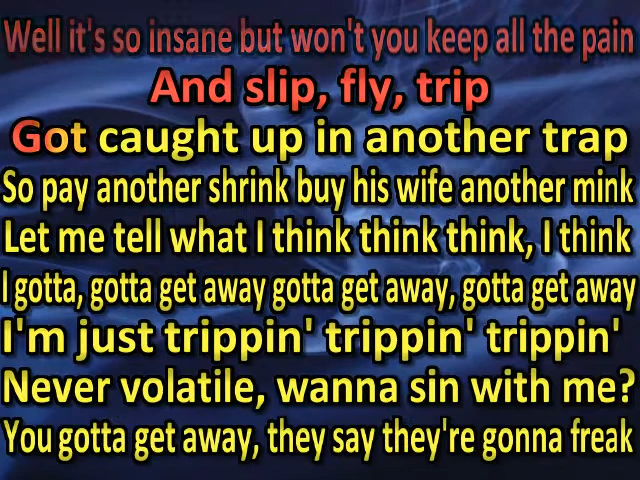 Well it's so insane but won't you keep all the pain
And slip, fly, trip
Got caught up in another trap
So pay another shrink buy his wife another mink
Let me tell what I think think think, I think
I gotta, gotta get away gotta get away, gotta get away
I'm just trippin' trippin' trippin'
Never volatile, wanna sin with me?
You gotta get away, they say they're gonna freak